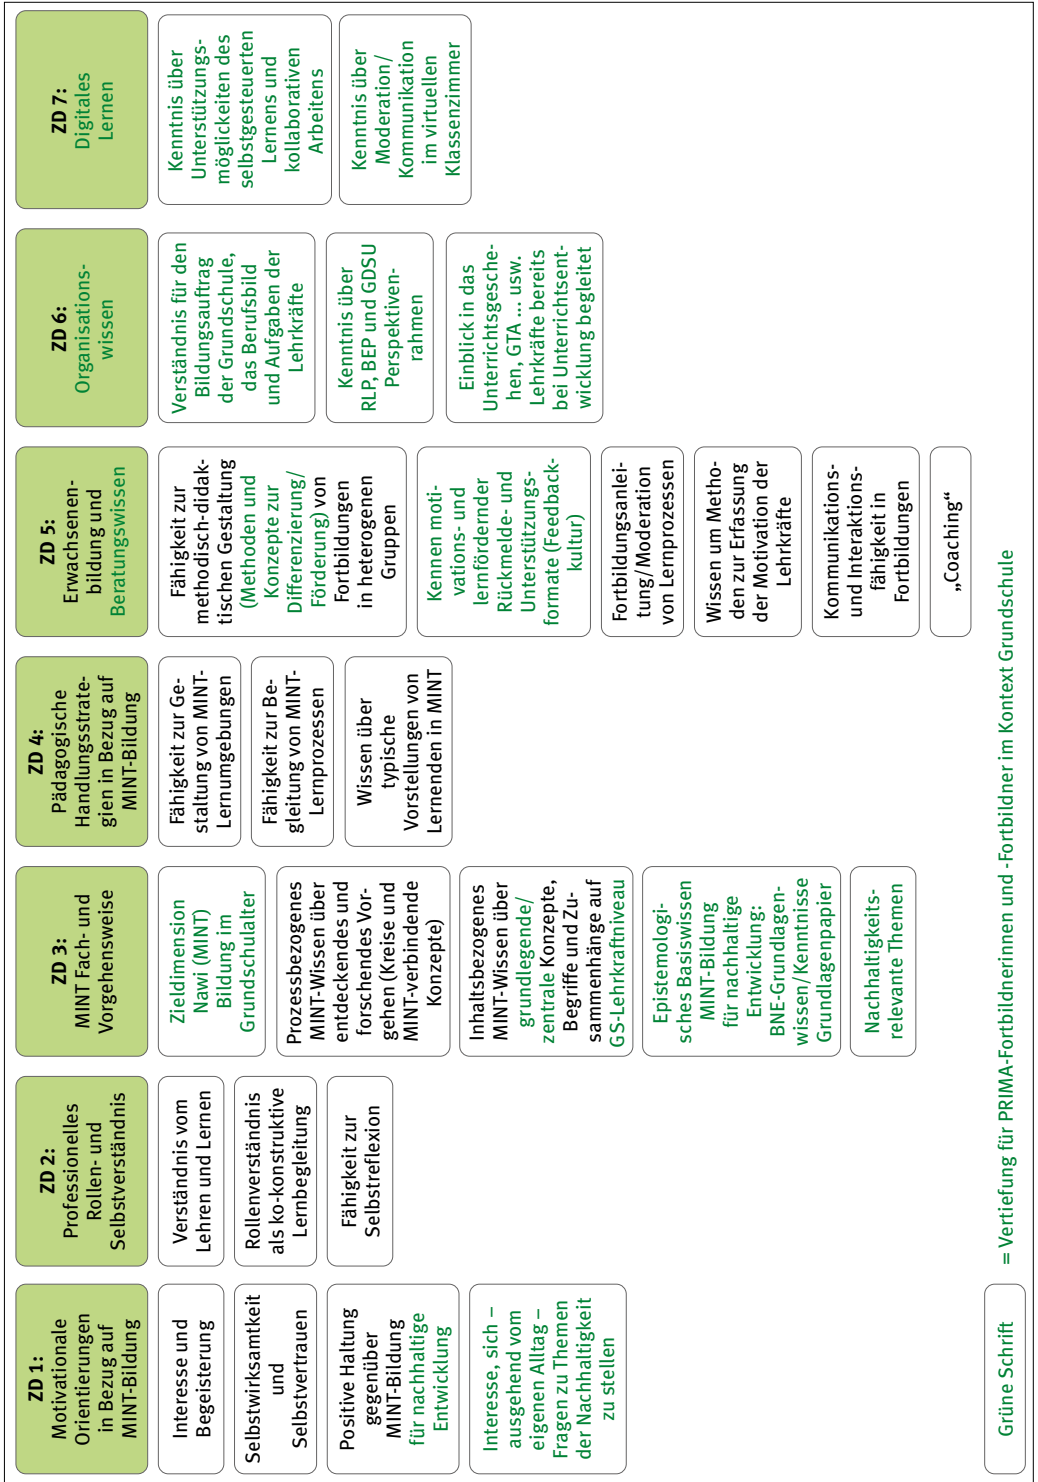 ZD 1:
Motivationale
Orientierungen
in Bezug auf
MINT-Bildung
Interesse und
Begeisterung
Selbstwirksamkeit
und
Selbstvertrauen
Positive Haltung
gegenüber
MINT-Bildung
für nachhaltige
Entwicklung
Interesse, sich –
ausgehend vom
eigenen Alltag –
Fragen zu Themen
der Nachhaltigkeit
zu stellen
ZD 2:
Professionelles
Rollen- und
Selbstverständnis
Verständnis vom
Lehren und Lernen
Rollenverständnis
als ko-konstruktive
Lernbegleitung
Fähigkeit zur
Selbstreflexion
ZD 3:
MINT Fach- und
Vorgehensweise
Zieldimension
Nawi (MINT)
Bildung im
Grundschulalter
Prozessbezogenes
MINT-Wissen über
entdeckendes und
forschendes Vor-
gehen (Kreise und
MINT-verbindende
Konzepte)
Inhaltsbezogenes
MINT-Wissen über
grundlegende/
zentrale Konzepte,
Begriffe und Zu-
sammenhänge auf
GS-Lehrkraftniveau
Epistemologi-
sches Basiswissen
MINT-Bildung
für nachhaltige
Entwicklung:
BNE-Grundlagen-
wissen/Kenntnisse
Grundlagenpapier
Nachhaltigkeits-
relevante Themen
ZD 4:
Pädagogische
Handlungsstrate-
gien in Bezug auf
MINT-Bildung
Fähigkeit zur Ge-
staltung von MINT-
Lernumgebungen
Fähigkeit zur Be-
gleitung von MINT-
Lernprozessen
Wissen über
typische
Vorstellungen von
Lernenden in MINT
ZD 5:
Erwachsenen-
bildung und
Beratungswissen
Fähigkeit zur
methodisch-didak-
tischen Gestaltung
(Methoden und
Konzepte zur
Differenzierung/
Förderung) von
Fortbildungen
in heterogenen
Gruppen
Kennen moti-
vations- und
lernfördernder
Rückmelde- und
Unterstützungs-
formate (Feedback-
kultur)
Fortbildungsanlei-
tung/Moderation
von Lernprozessen
Wissen um Metho-
den zur Erfassung
der Motivation der
Lehrkräfte
Kommunikations-
und Interaktions-
fähigkeit in
Fortbildungen
„Coaching“
ZD 6:
Organisations-
wissen
Verständnis für den
Bildungsauftrag
der Grundschule,
das Berufsbild
und Aufgaben der
Lehrkräfte
Kenntnis über
RLP, BEP und GDSU
Perspektiven-
rahmen
Einblick in das
Unterrichtsgesche-
hen, GTA ... usw.
Lehrkräfte bereits
bei Unterrichtsent-
wicklung begleitet
ZD 7:
Digitales
Lernen
Kenntnis über
Unterstützungs-
möglickeiten des
selbstgesteuerten
Lernens und
kollaborativen
Arbeitens
Kenntnis über
Moderation/
Kommunikation
im virtuellen
Klassenzimmer
Grüne Schrift = Vertiefung für PRIMA-Fortbildnerinnen und -Fortbildner im Kontext Grundschule